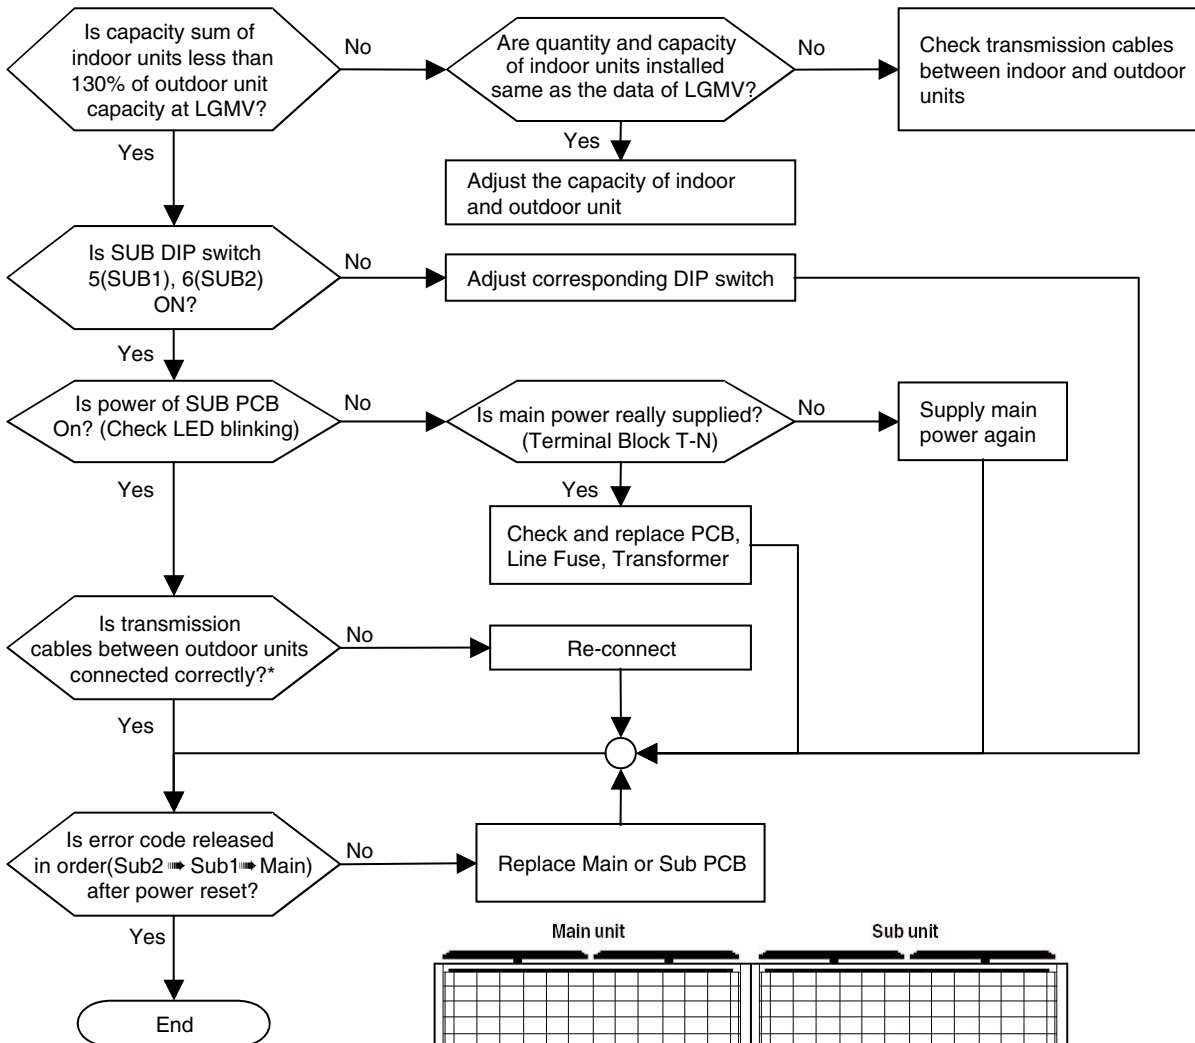 Is capacity sum of
indoor units less than
130% of outdoor unit
capacity at LGMV?
No
Are quantity and capacity
of indoor units installed
same as the data of LGMV?
No
Check transmission cables
between indoor and outdoor
units
Yes
Yes
Adjust the capacity of indoor
and outdoor unit
Is SUB DIP switch
5(SUB1), 6(SUB2)
ON?
No
Adjust corresponding DIP switch
Yes
Is power of SUB PCB
On? (Check LED blinking)
No
Is main power really supplied?
(Terminal Block T-N)
No
Supply main
power again
Yes
Yes
Check and replace PCB,
Line Fuse, Transformer
Is transmission
cables between outdoor units
connected correctly?*
No
Re-connect
Yes
Is error code released
in order(Sub2 ➠ Sub1➠ Main)
after power reset?
No
Replace Main or Sub PCB
Yes
End
Main unit
Sub unit